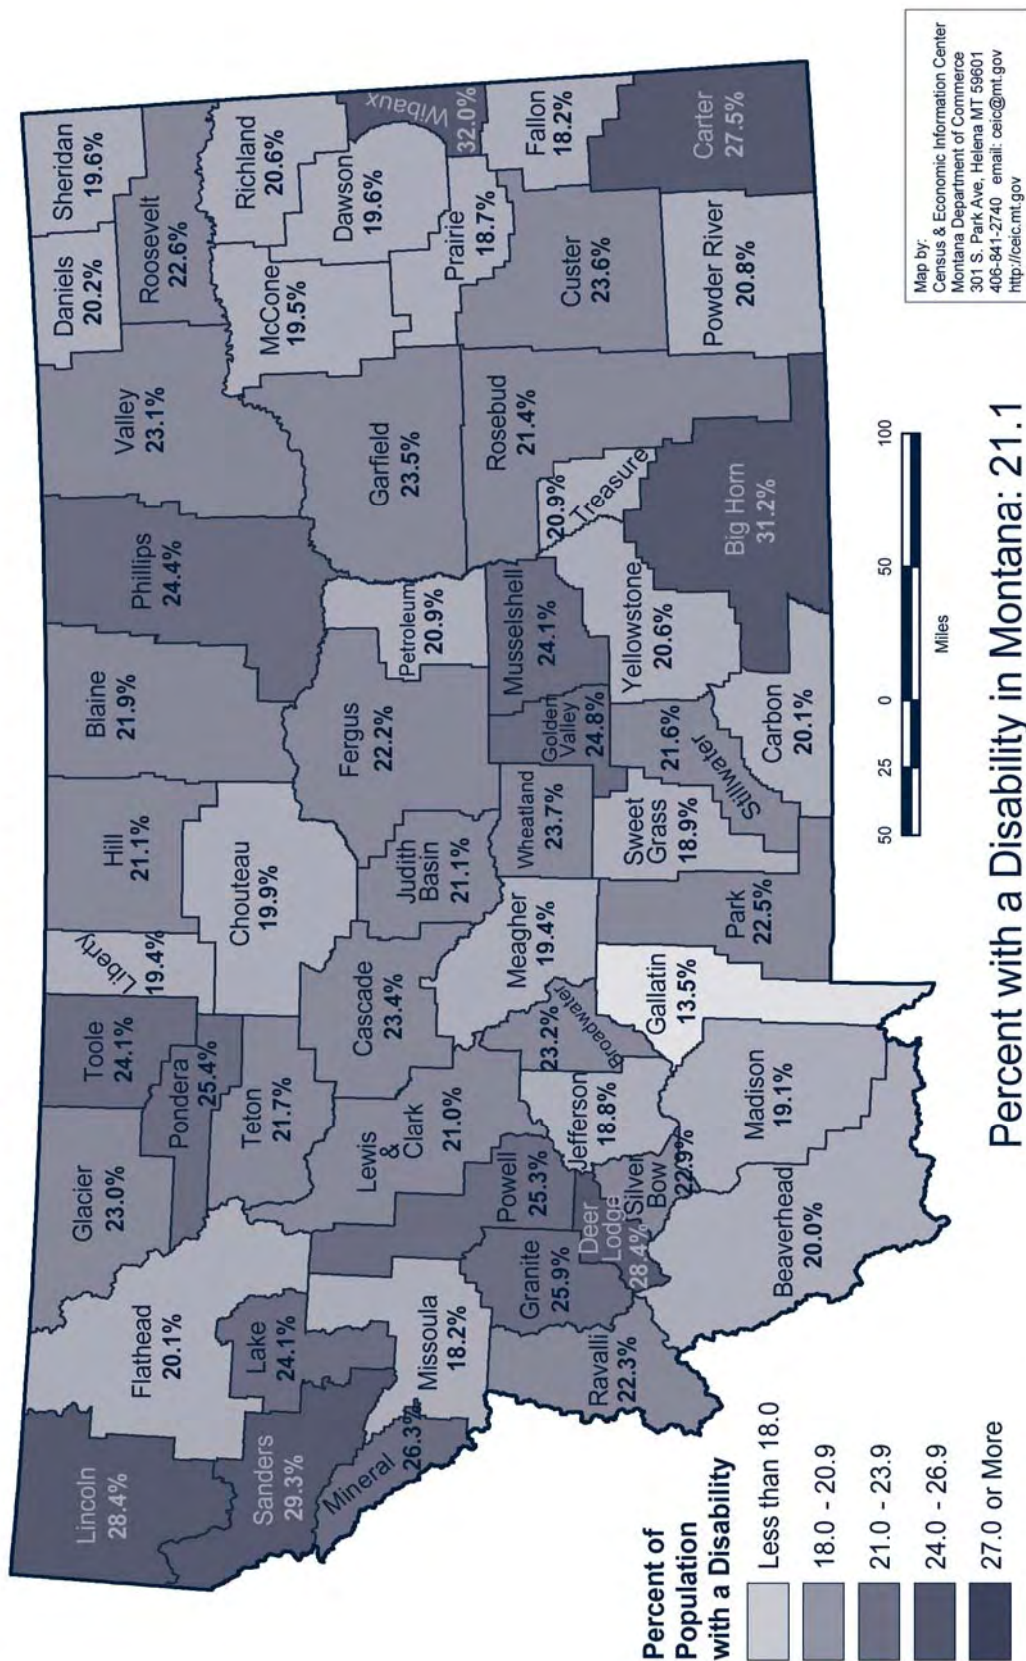 Lincoln
28.4%
Flathead
20.1%
Glacier
23.0%
Toole
24.1%
Liberty
19.4%
Hill
21.1%
Blaine
21.9%
Phillips
24.4%
Valley
23.1%
Daniels
20.2%
Sheridan
19.6%
Roosevelt
22.6%
Pondera
25.4%
Teton
21.7%
Chouteau
19.9%
Sanders
29.3%
Lake
24.1%
Mineral
26.3%
Missoula
18.2%
Lewis
&
Clark
21.0%
Cascade
23.4%
Judith
Basin
21.1%
Fergus
22.2%
Petroleum
20.9%
Garfield
23.5%
McCone
19.5%
Richland
20.6%
Dawson
19.6%
Wibaux
32.0%
Prairie
18.7%
Powell
25.3%
Granite
25.9%
Ravalli
22.3%
Deer
Lodge
28.4%
Silver
Bow
22.9%
Jefferson
18.8%
Broadwater
23.2%
Meagher
19.4%
Wheatland
23.7%
Golden
Valley
24.8%
Musselshell
24.1%
Rosebud
21.4%
Treasure
20.9%
Custer
23.6%
Fallon
18.2%
Beaverhead
20.0%
Madison
19.1%
Gallatin
13.5%
Park
22.5%
Sweet
Grass
18.9%
Stillwater
21.6%
Yellowstone
20.6%
Carbon
20.1%
Big Horn
31.2%
Powder River
20.8%
Carter
27.5%
Percent of
Population
with a Disability
Less than 18.0
18.0 - 20.9
21.0 - 23.9
24.0 - 26.9
27.0 or More
50 25 0 50 100
Miles
Percent with a Disability in Montana: 21.1
Map by:
Census & Economic Information Center
Montana Department of Commerce
301 S. Park Ave, Helena MT 59601
406-841-2740 email: ceic@mt.gov
http://ceic.mt.gov